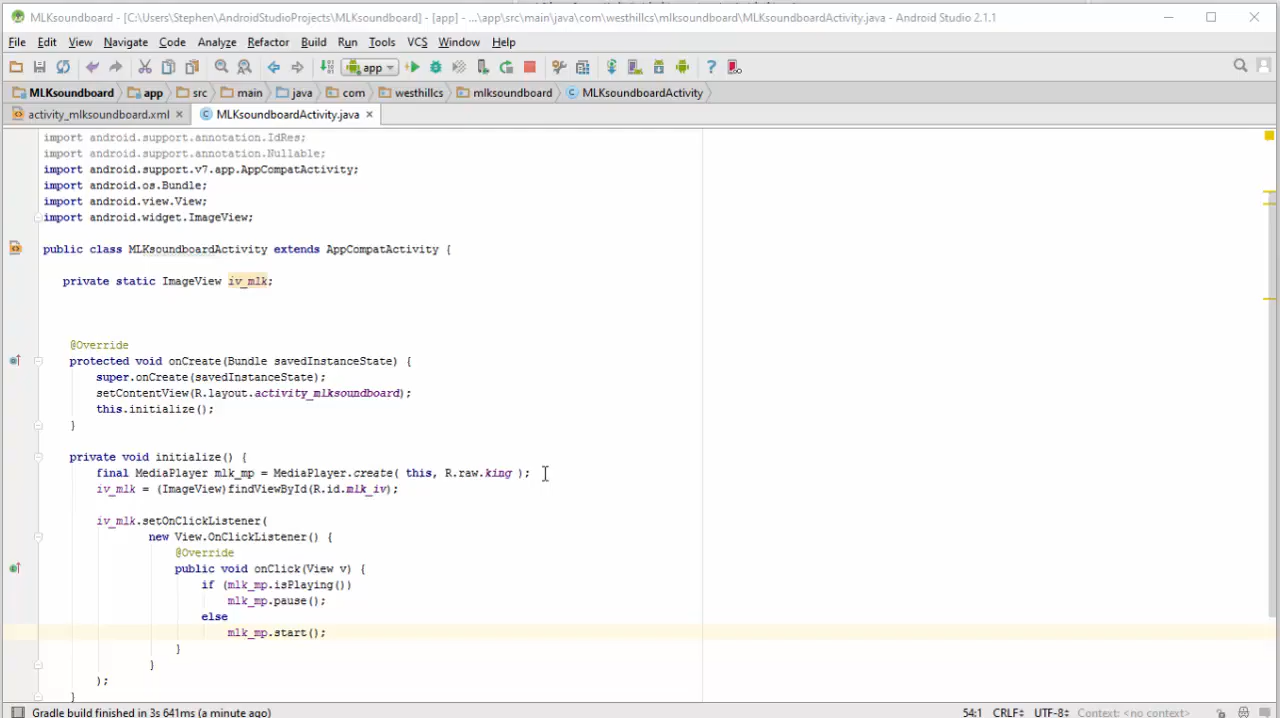 MLKsoundboard - [C:\Users\Stephen\AndroidStudioProjects\MLKsoundboard] - [app] - ...\app\src\main\java\com\westhillcs\mlksoundboard\MLKsoundboardActivity.java - Android Studio 2.1.1
File Edit View Navigate Code Analyze Refactor Build Run Tools VCS Window Help
app
MLKsoundboard app src main java com westhillcs mlksoundboard MLKsoundboardActivity
activity_mlksoundboard.xml MLKsoundboardActivity.java
import android.support.annotation.IdRes;
import android.support.annotation.Nullable;
import android.support.v7.app.AppCompatActivity;
import android.os.Bundle;
import android.view.View;
import android.widget.ImageView;
public class MLKsoundboardActivity extends AppCompatActivity {
private static ImageView iv_mlk;
@Override
protected void onCreate(Bundle savedInstanceState) {
super.onCreate(savedInstanceState);
setContentView(R.layout.activity_mlksoundboard);
this.initialize();
}
private void initialize() {
final MediaPlayer mlk_mp = MediaPlayer.create( this, R.raw.king );
iv_mlk = (ImageView)findViewById(R.id.mlk_iv);
iv_mlk.setOnClickListener(
new View.OnClickListener() {
@Override
public void onClick(View v) {
if (mlk_mp.isPlaying())
mlk_mp.pause();
else
mlk_mp.start();
}
}
);
}
Gradle build finished in 3s 641ms (a minute ago) 54:1 CRLF UTF-8 Context: <no context>